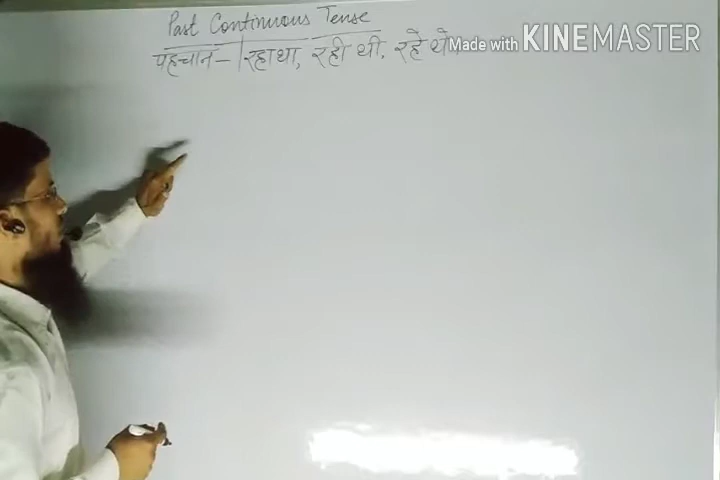 Past Continuous Tense
पहचान - रहा था, रही थी, रहे थे।
Made with KINEMASTER